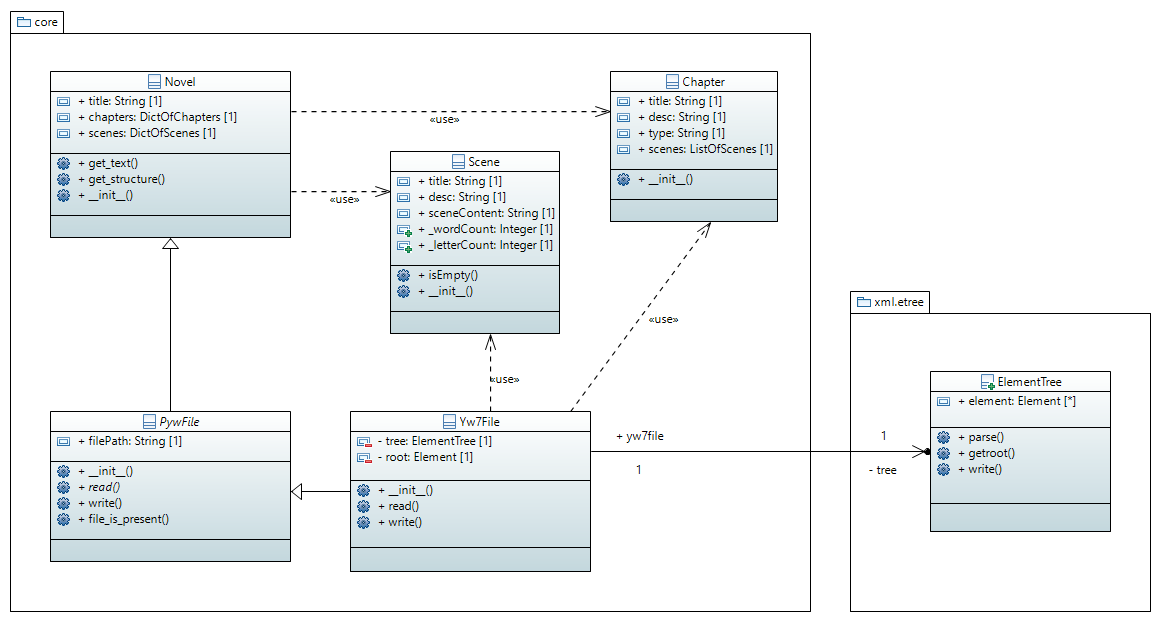 core
Novel
+ title: String [1]
+ chapters: DictOfChapters [1]
+ scenes: DictOfScenes [1]
+ get_text()
+ get_structure()
+ __init__()
«use»
«use»
Chapter
+ title: String [1]
+ desc: String [1]
+ type: String [1]
+ scenes: ListOfScenes [1]
+ __init__()
Scene
+ title: String [1]
+ desc: String [1]
+ sceneContent: String [1]
+ _wordCount: Integer [1]
+ _letterCount: Integer [1]
+ isEmpty()
+ __init__()
«use»
«use»
PywFile
+ filePath: String [1]
+ __init__()
+ read()
+ write()
+ file_is_present()
Yw7File
- tree: ElementTree [1]
- root: Element [1]
+ __init__()
+ read()
+ write()
+ yw7file
1
1
- tree
xml.etree
ElementTree
+ element: Element [*]
+ parse()
+ getroot()
+ write()